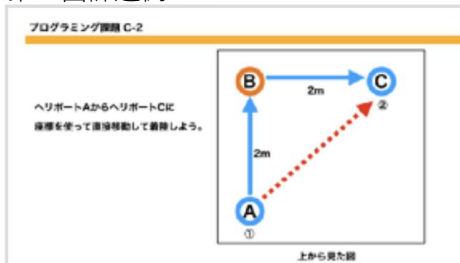 プログラミング課題 C-2
B
C
2m
②
ヘリポートAからヘリポートCに
座標を使って直接移動して着陸しよう。
2m
A
①
上から見た図